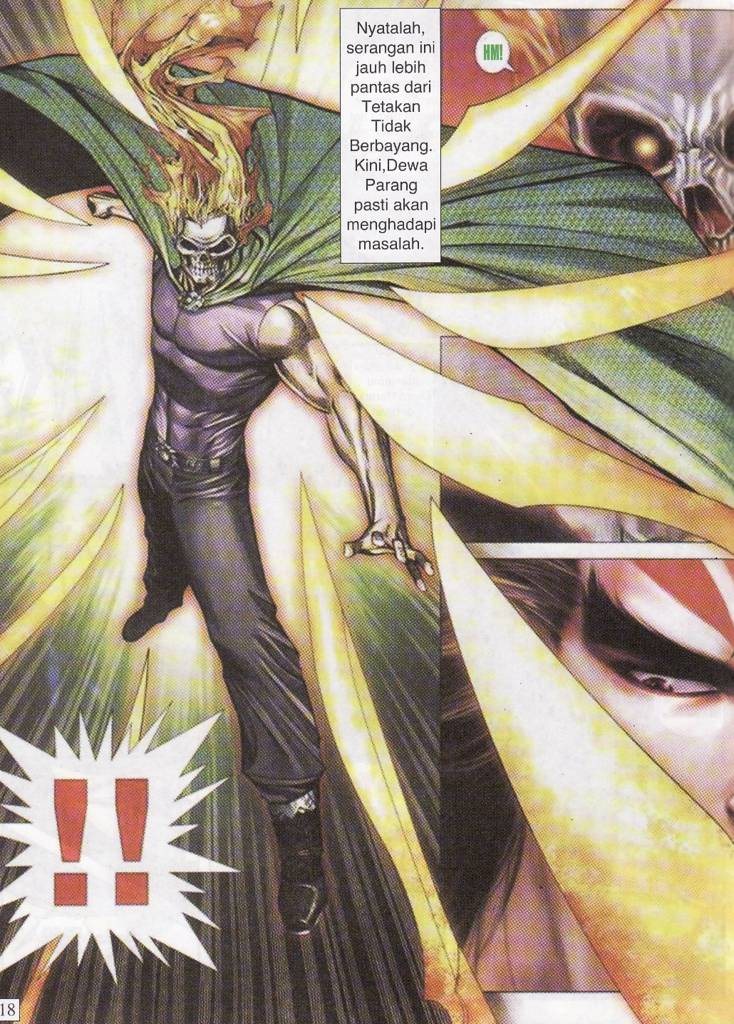 Nyatalah,
serangan ini
jauh lebih
pantas dari
Tetakan
Tidak
Berbayang.
Kini,Dewa
Parang
pasti akan
menghadapi
masalah.
HM!
!!
18